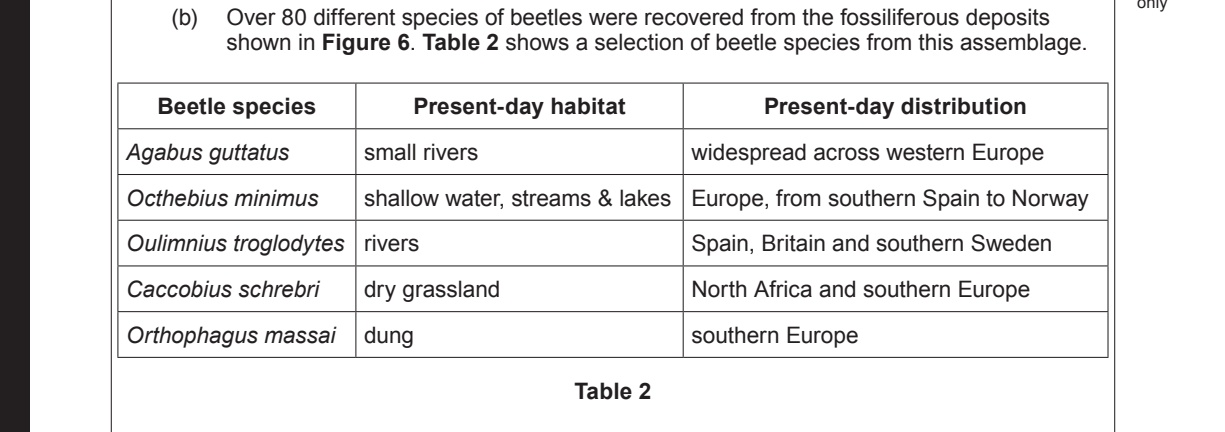 only
(b) Over 80 different species of beetles were recovered from the fossiliferous deposits
shown in Figure 6. Table 2 shows a selection of beetle species from this assemblage.
Beetle species Present-day habitat Present-day distribution
Agabus guttatus small rivers widespread across western Europe
Octhebius minimus shallow water, streams & lakes Europe, from southern Spain to Norway
Oulimnius troglodytes rivers Spain, Britain and southern Sweden
Caccobius schrebri dry grassland North Africa and southern Europe
Orthophagus massai dung southern Europe
Table 2